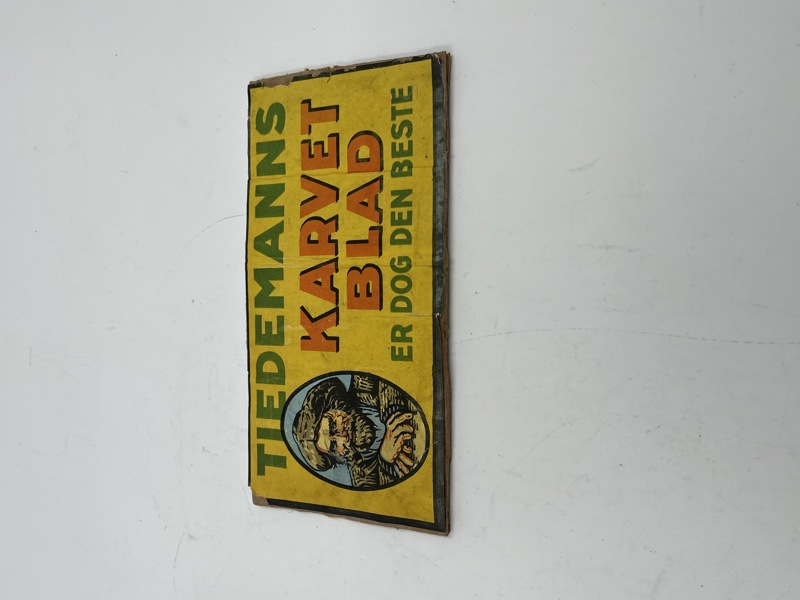 TIEDEMANNS
KARVET
BLAD
ER DOG DEN BESTE